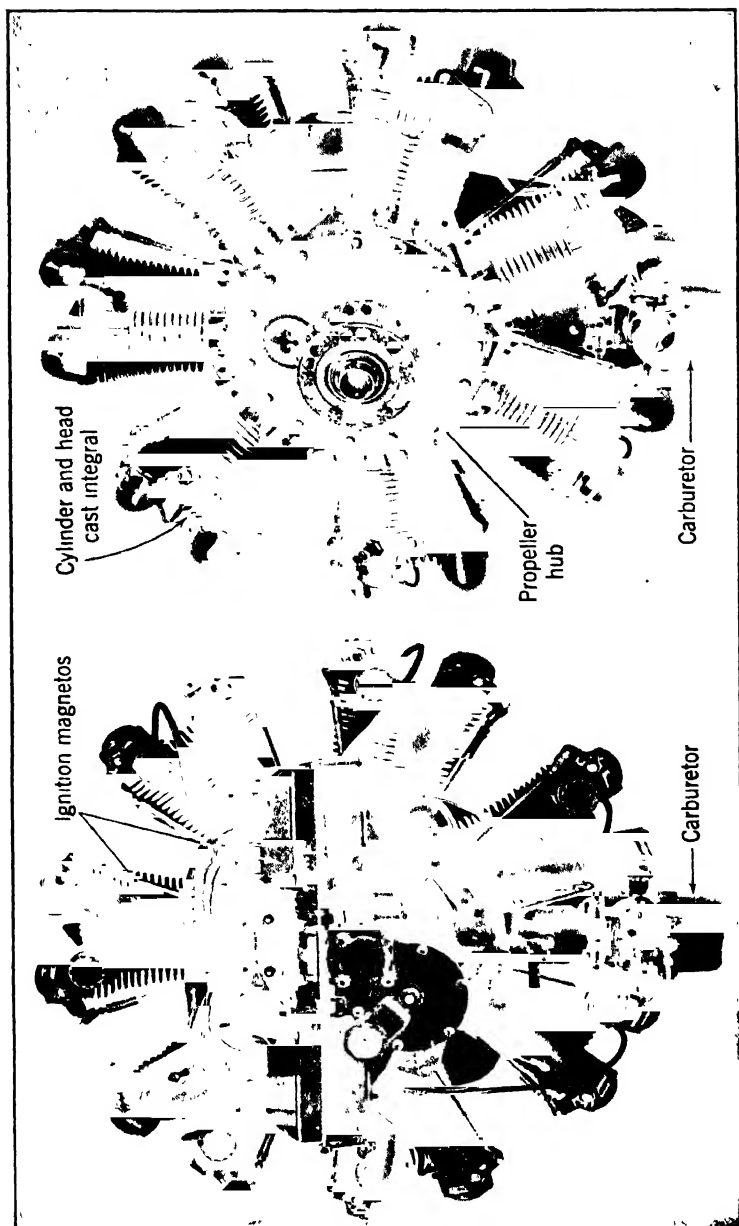 Ignition magnetos
Carburetor
Cylinder and head
cast integral
Propeller
hub
Carburetor